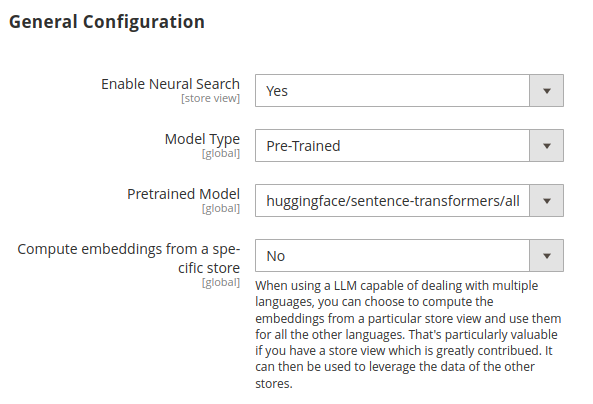 General Configuration
Enable Neural Search
[store view]
Yes
Model Type
[global]
Pre-Trained
Pretrained Model
[global]
huggingface/sentence-transformers/all
Compute embeddings from a spe-
cific store
[global]
No
When using a LLM capable of dealing with multiple
languages, you can choose to compute the
embeddings from a particular store view and use them
for all the other languages. That's particularly valuable
if you have a store view which is greatly contribued. It
can then be used to leverage the data of the other
stores.